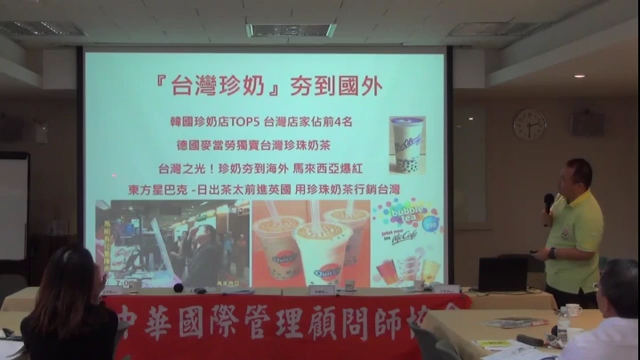 『台灣珍奶』夯到國外
韓國珍奶店TOP5 台灣店家佔前4名
德國麥當勞獨賣台灣珍珠奶茶
台灣之光！珍奶夯到海外 馬來西亞爆紅
東方星巴克 -日出茶太前進英國 用珍珠奶茶行銷台灣
bubble
Tea
McCafé
中華國際管理顧問師協會